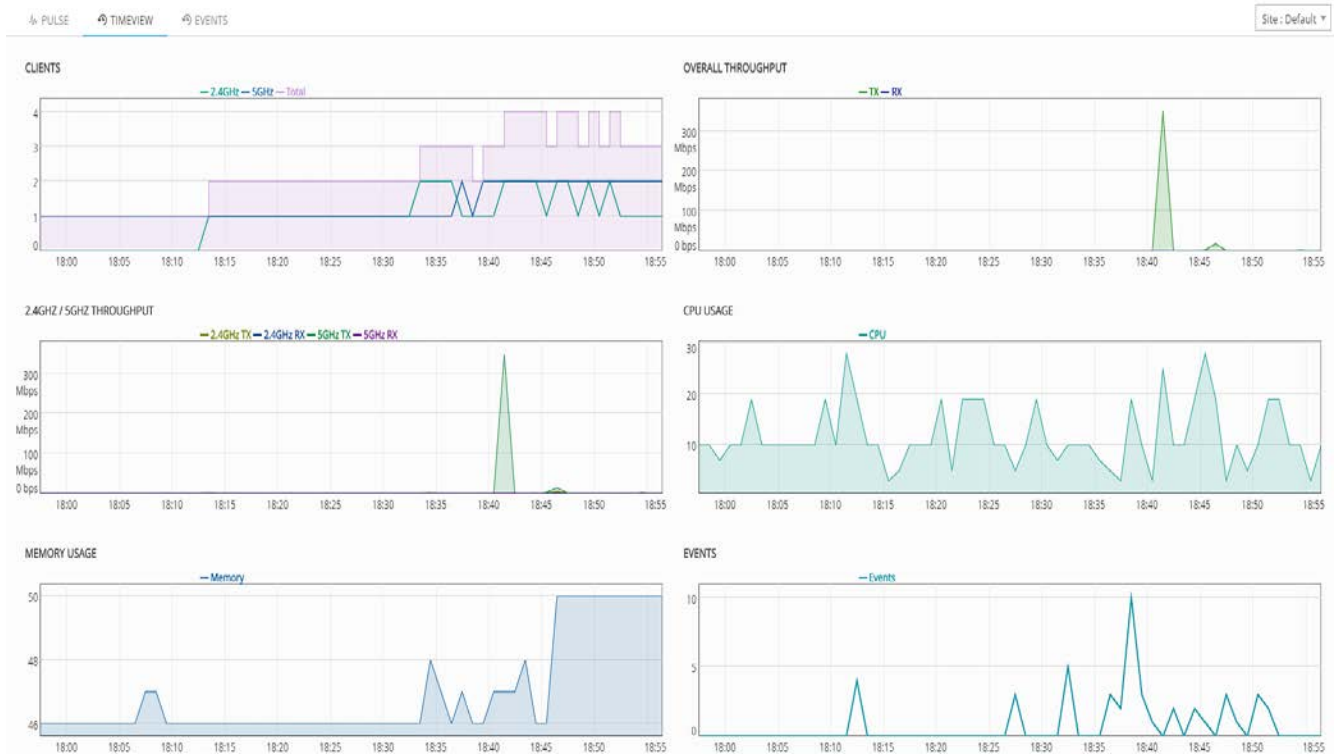 PULSE TIMEVIEW EVENTS Site : Default
CLIENTS
2.4GHz 5GHz Total
4
3
2
1
0
18:00 18:05 18:10 18:15 18:20 18:25 18:30 18:35 18:40 18:45 18:50 18:55
OVERALL THROUGHPUT
TX RX
300
Mbps
200
Mbps
100
Mbps
0 bps
18:00 18:05 18:10 18:15 18:20 18:25 18:30 18:35 18:40 18:45 18:50 18:55
2.4GHZ / 5GHZ THROUGHPUT
2.4GHz TX 2.4GHz RX 5GHz TX 5GHz RX
300
Mbps
200
Mbps
100
Mbps
0 bps
18:00 18:05 18:10 18:15 18:20 18:25 18:30 18:35 18:40 18:45 18:50 18:55
CPU USAGE
CPU
30
20
10
18:00 18:05 18:10 18:15 18:20 18:25 18:30 18:35 18:40 18:45 18:50 18:55
MEMORY USAGE
Memory
50
48
46
18:00 18:05 18:10 18:15 18:20 18:25 18:30 18:35 18:40 18:45 18:50 18:55
EVENTS
Events
10
5
0
18:00 18:05 18:10 18:15 18:20 18:25 18:30 18:35 18:40 18:45 18:50 18:55